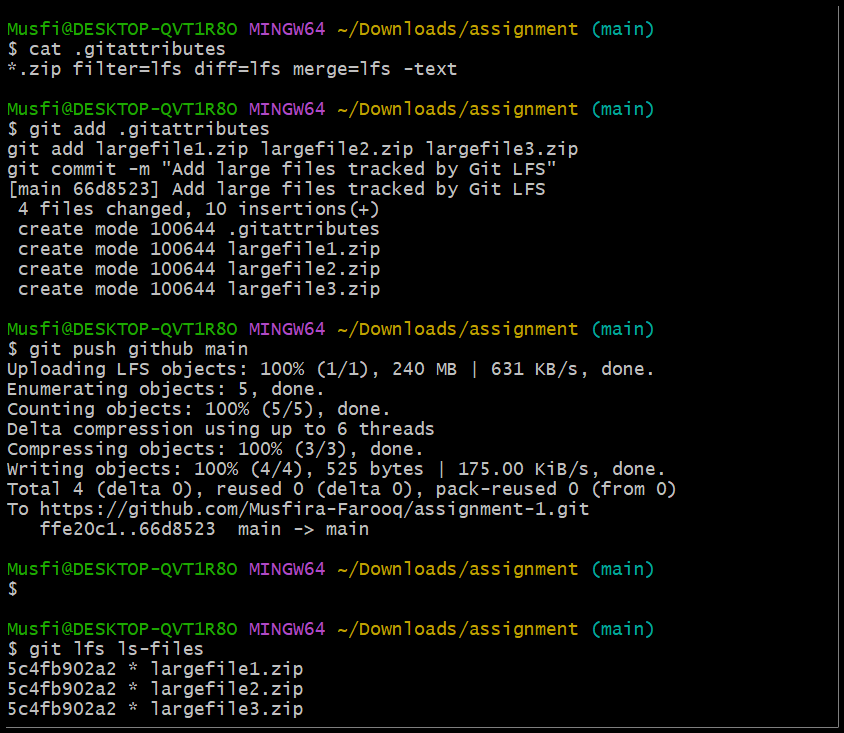 Musfi@DESKTOP-QVT1R8O MINGW64 ~/Downloads/assignment (main)
$ cat .gitattributes
*.zip filter=lfs diff=lfs merge=lfs -text
Musfi@DESKTOP-QVT1R8O MINGW64 ~/Downloads/assignment (main)
$ git add .gitattributes
git add largefile1.zip largefile2.zip largefile3.zip
git commit -m "Add large files tracked by Git LFS"
[main 66d8523] Add large files tracked by Git LFS
 4 files changed, 10 insertions(+)
 create mode 100644 .gitattributes
 create mode 100644 largefile1.zip
 create mode 100644 largefile2.zip
 create mode 100644 largefile3.zip
Musfi@DESKTOP-QVT1R8O MINGW64 ~/Downloads/assignment (main)
$ git push github main
Uploading LFS objects: 100% (1/1), 240 MB | 631 KB/s, done.
Enumerating objects: 5, done.
Counting objects: 100% (5/5), done.
Delta compression using up to 6 threads
Compressing objects: 100% (3/3), done.
Writing objects: 100% (4/4), 525 bytes | 175.00 KiB/s, done.
Total 4 (delta 0), reused 0 (delta 0), pack-reused 0 (from 0)
To https://github.com/Musfira-Farooq/assignment-1.git
   ffe20c1..66d8523  main -> main
Musfi@DESKTOP-QVT1R8O MINGW64 ~/Downloads/assignment (main)
$
Musfi@DESKTOP-QVT1R8O MINGW64 ~/Downloads/assignment (main)
$ git lfs ls-files
5c4fb902a2 * largefile1.zip
5c4fb902a2 * largefile2.zip
5c4fb902a2 * largefile3.zip